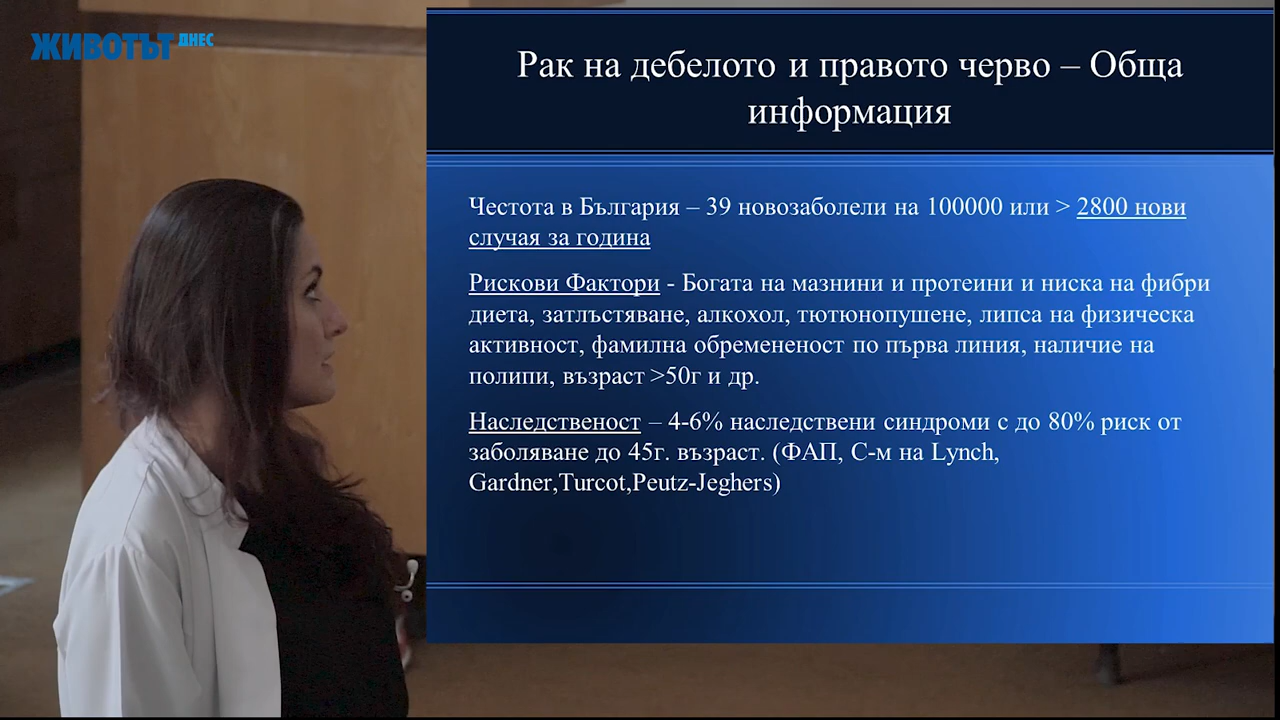 ЖИВОТЪТ ДНЕС
Рак на дебелото и правото черво – Обща
информация
Честота в България – 39 новозаболели на 100000 или > 2800 нови
случая за година
Рискови Фактори - Богата на мазнини и протеини и ниска на фибри
диета, затлъстяване, алкохол, тютюнопушене, липса на физическа
активност, фамилна обремененост по първа линия, наличие на
полипи, възраст >50г и др.
Наследственост – 4-6% наследствени синдроми с до 80% риск от
заболяване до 45г. възраст. (ФАП, С-м на Lynch,
Gardner,Turcot,Peutz-Jeghers)